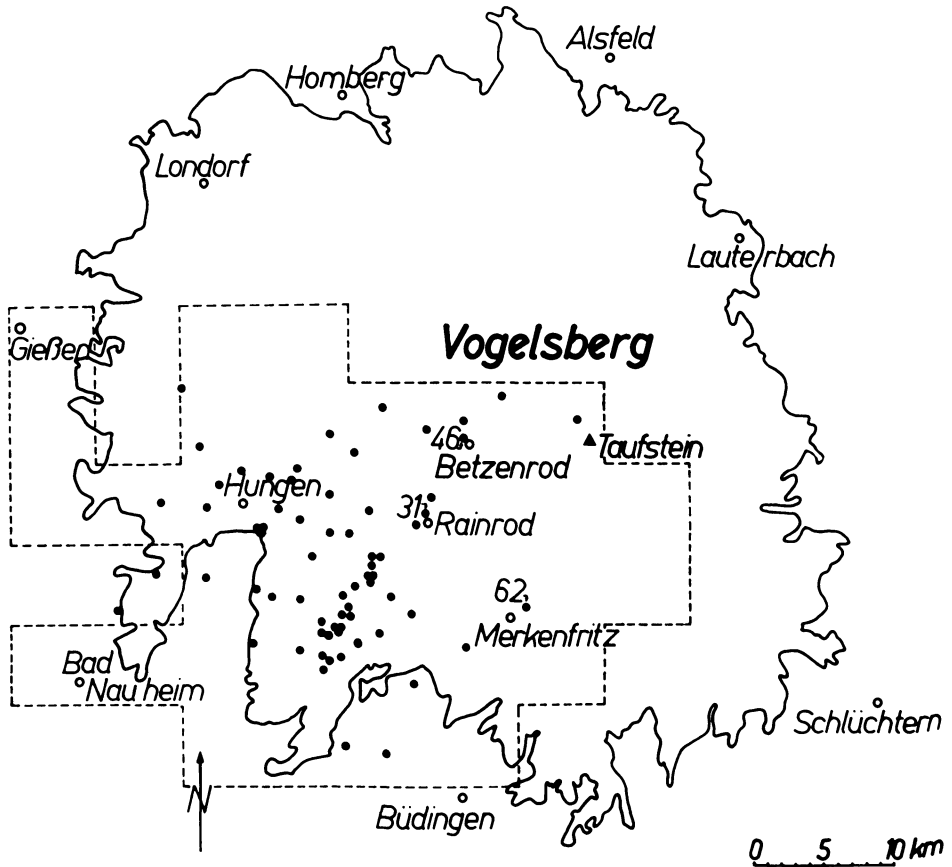 Alsfeld
Homberg
Londorf
Lauterbach
Vogelsberg
Gießen
46
Taufstein
Betzenrod
Hungen
31
Rainrod
62
Merkenfritz
Bad
Nauheim
Schlüchtern
N
Büdingen
0 5 10 km